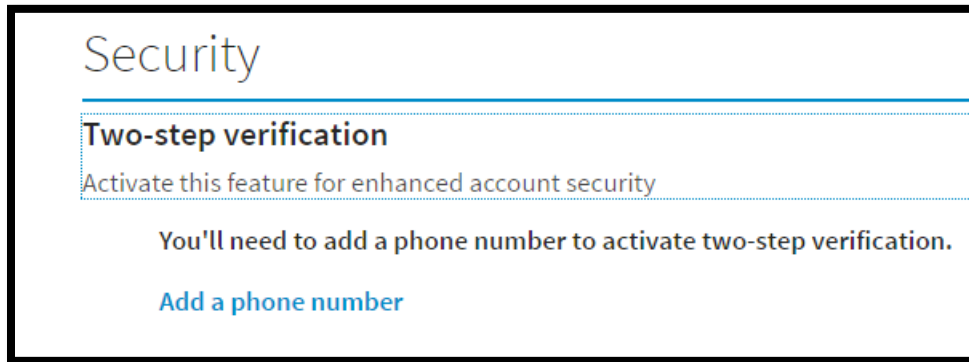 Security
Two-step verification
Activate this feature for enhanced account security
You'll need to add a phone number to activate two-step verification.
Add a phone number